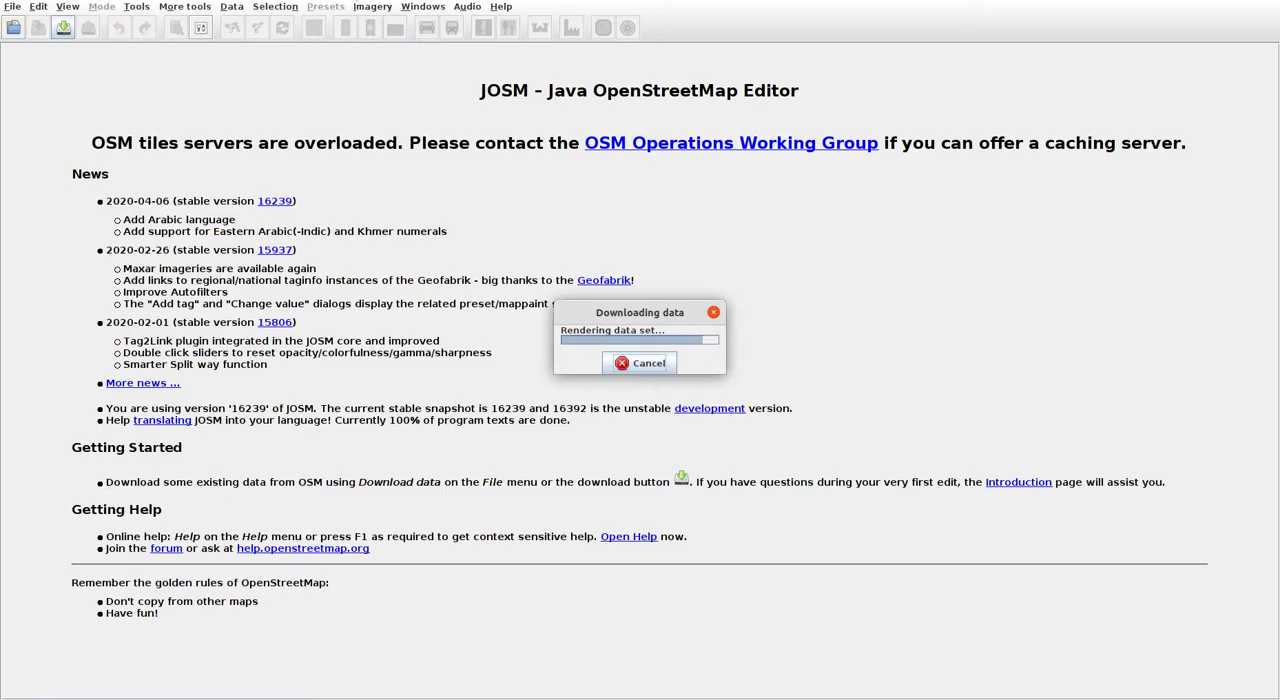 File Edit View Mode Tools More tools Data Selection Presets Imagery Windows Audio Help
JOSM – Java OpenStreetMap Editor
OSM tiles servers are overloaded. Please contact the OSM Operations Working Group if you can offer a caching server.
News
2020-04-06 (stable version 16239)
Add Arabic language
Add support for Eastern Arabic(-Indic) and Khmer numerals
2020-02-26 (stable version 15937)
Maxar imageries are available again
Add links to regional/national taginfo instances of the Geofabrik - big thanks to the Geofabrik!
Improve Autofilters
The "Add tag" and "Change value" dialogs display the related preset/mappaint
2020-02-01 (stable version 15806)
Tag2Link plugin integrated in the JOSM core and improved
Double click sliders to reset opacity/colorfulness/gamma/sharpness
Smarter Split way function
More news ...
Downloading data
Rendering data set...
Cancel
You are using version '16239' of JOSM. The current stable snapshot is 16239 and 16392 is the unstable development version.
Help translating JOSM into your language! Currently 100% of program texts are done.
Getting Started
Download some existing data from OSM using Download data on the File menu or the download button . If you have questions during your very first edit, the Introduction page will assist you.
Getting Help
Online help: Help on the Help menu or press F1 as required to get context sensitive help. Open Help now.
Join the forum or ask at help.openstreetmap.org
Remember the golden rules of OpenStreetMap:
Don't copy from other maps
Have fun!